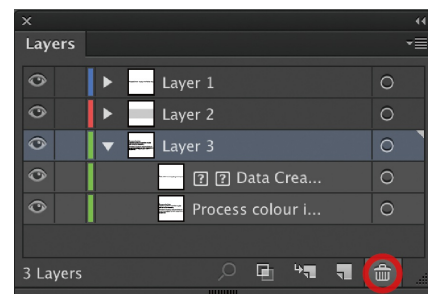 Layers
Layer 1
Layer 2
Layer 3
⍰ ⍰ Data Crea...
Process colour i...
3 Layers